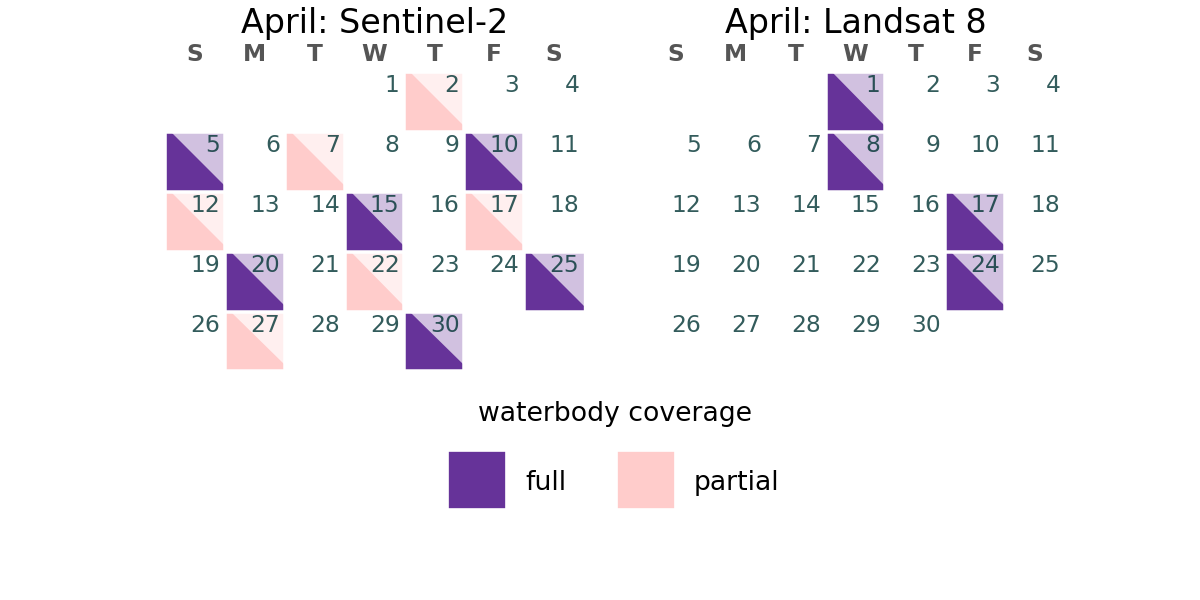 April: Sentinel-2
S M T W T F S
1 2 3 4
5 6 7 8 9 10 11
12 13 14 15 16 17 18
19 20 21 22 23 24 25
26 27 28 29 30
April: Landsat 8
S M T W T F S
1 2 3 4
5 6 7 8 9 10 11
12 13 14 15 16 17 18
19 20 21 22 23 24 25
26 27 28 29 30
waterbody coverage
full partial